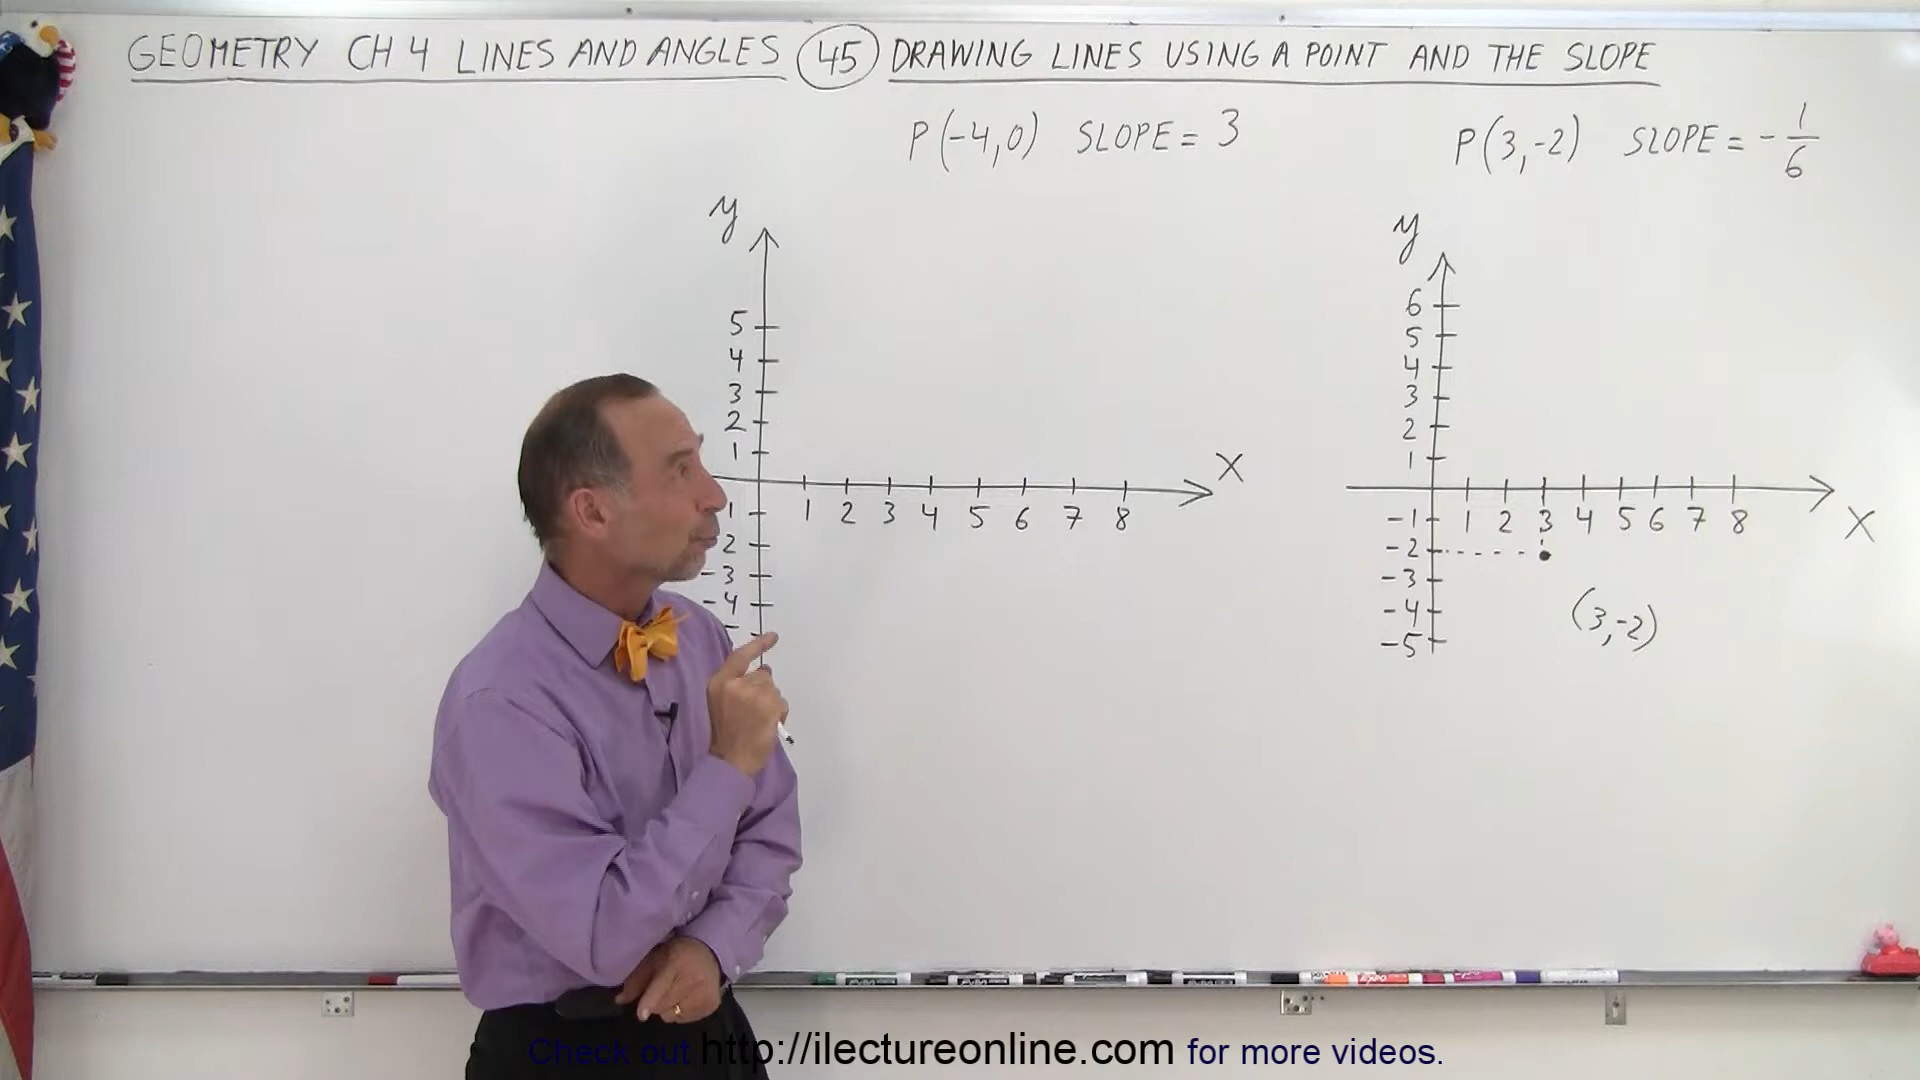 GEOMETRY CH 4 LINES AND ANGLES 45 DRAWING LINES USING A POINT AND THE SLOPE
P(-4,0) SLOPE = 3
P(3,-2) SLOPE = -1/6
y
5
4
3
2
1
X
1 2 3 4 5 6 7 8
1
2
-3
-4
y
6
5
4
3
2
1
-1 1 2 3 4 5 6 7 8
X
-2
-3
-4
-5
(3,-2)
Check out http://ilectureonline.com for more videos.